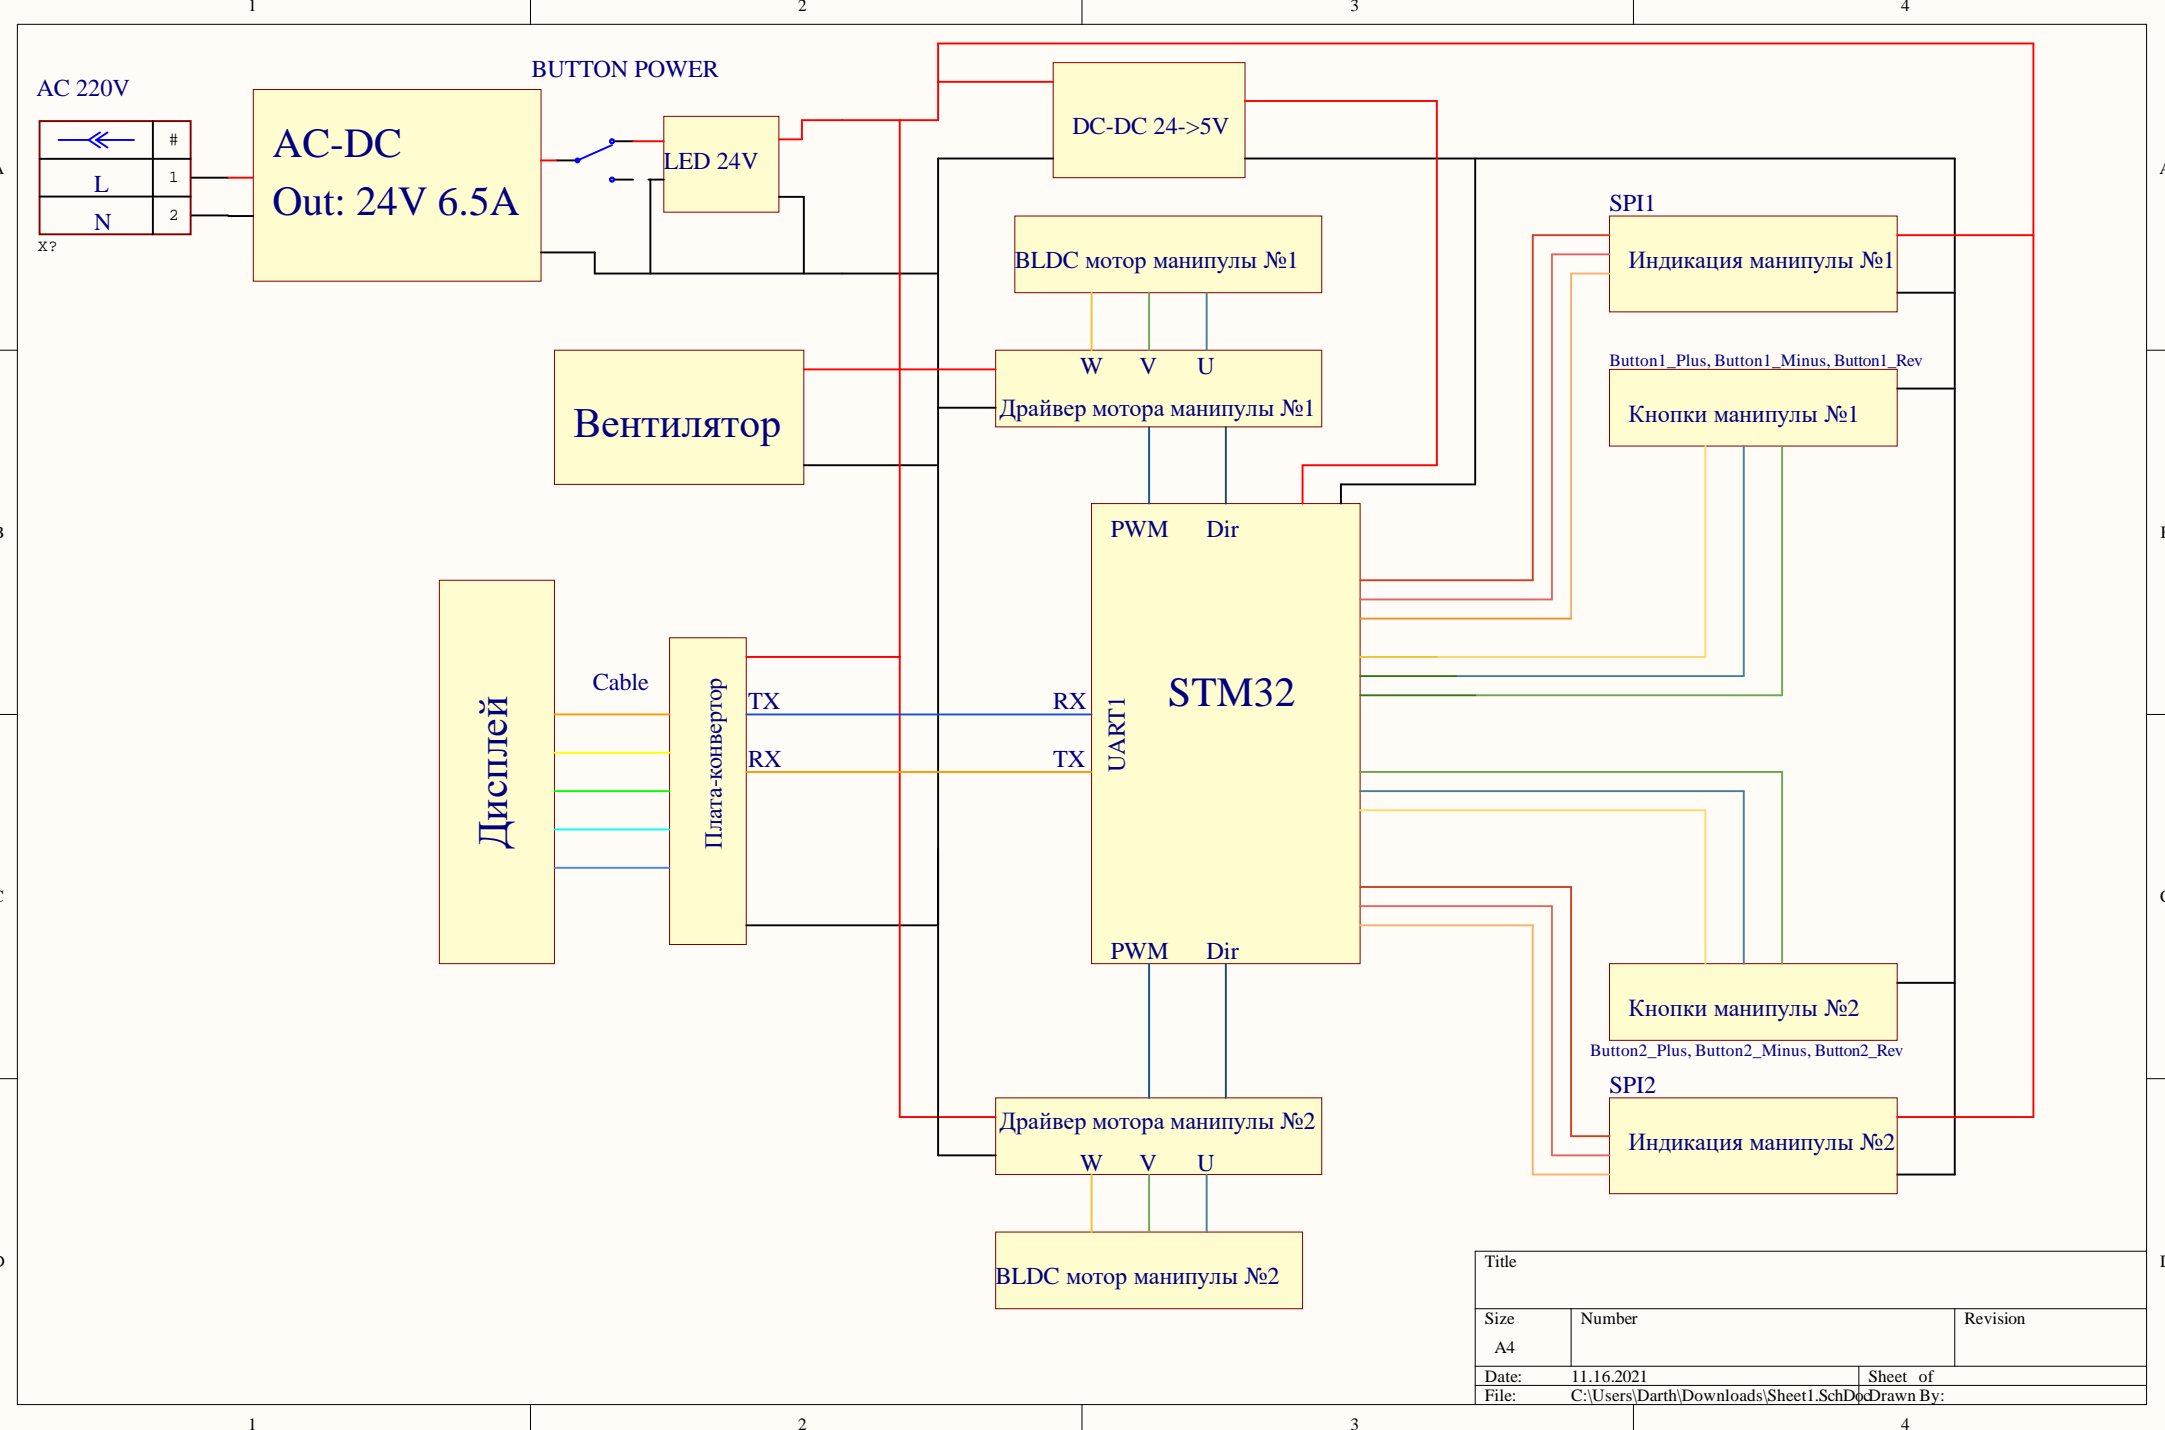 1 2 3 4
BUTTON POWER
AC 220V
#
L 1
N 2
X?
AC-DC
Out: 24V 6.5A
LED 24V
DC-DC 24->5V
A A
BLDC мотор манипулы №1
W V U
Драйвер мотора манипулы №1
SPI1
Индикация манипулы №1
Button1_Plus, Button1_Minus, Button1_Rev
Кнопки манипулы №1
Вентилятор
B
PWM Dir
STM32
UART1
RX
TX
PWM Dir
Дисплей
Cable
Плата-конвертор
TX
RX
C
Кнопки манипулы №2
Button2_Plus, Button2_Minus, Button2_Rev
SPI2
Индикация манипулы №2
Драйвер мотора манипулы №2
W V U
BLDC мотор манипулы №2
D
Title
Size Number Revision
A4
Date: 11.16.2021 Sheet of
File: C:\Users\Darth\Downloads\Sheet1.SchDoc Drawn By:
1 2 3 4